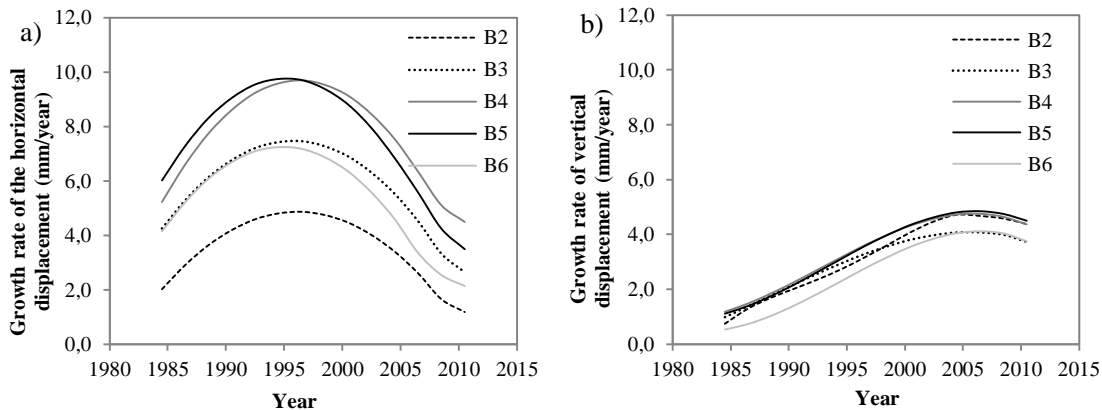 a)
Growth rate of the horizontal
displacement (mm/year)
12,0
10,0
8,0
6,0
4,0
2,0
0,0
1980 1985 1990 1995 2000 2005 2010 2015
Year
B2
B3
B4
B5
B6
b)
Growth rate of vertical
displacement (mm/year)
12,0
10,0
8,0
6,0
4,0
2,0
0,0
1980 1985 1990 1995 2000 2005 2010 2015
Year
B2
B3
B4
B5
B6